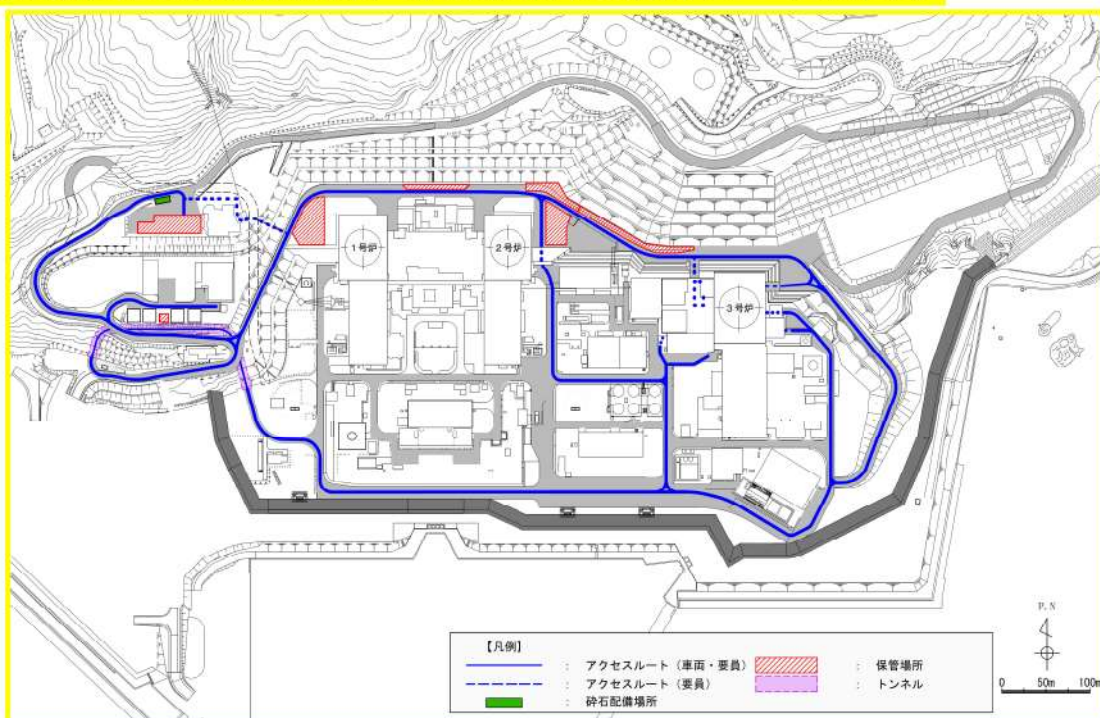 1号炉
2号炉
3号炉
P.N
【凡例】
： アクセスルート（車両・要員）
： 保管場所
： アクセスルート（要員）
： トンネル
： 砕石配備場所
0 50m 100m